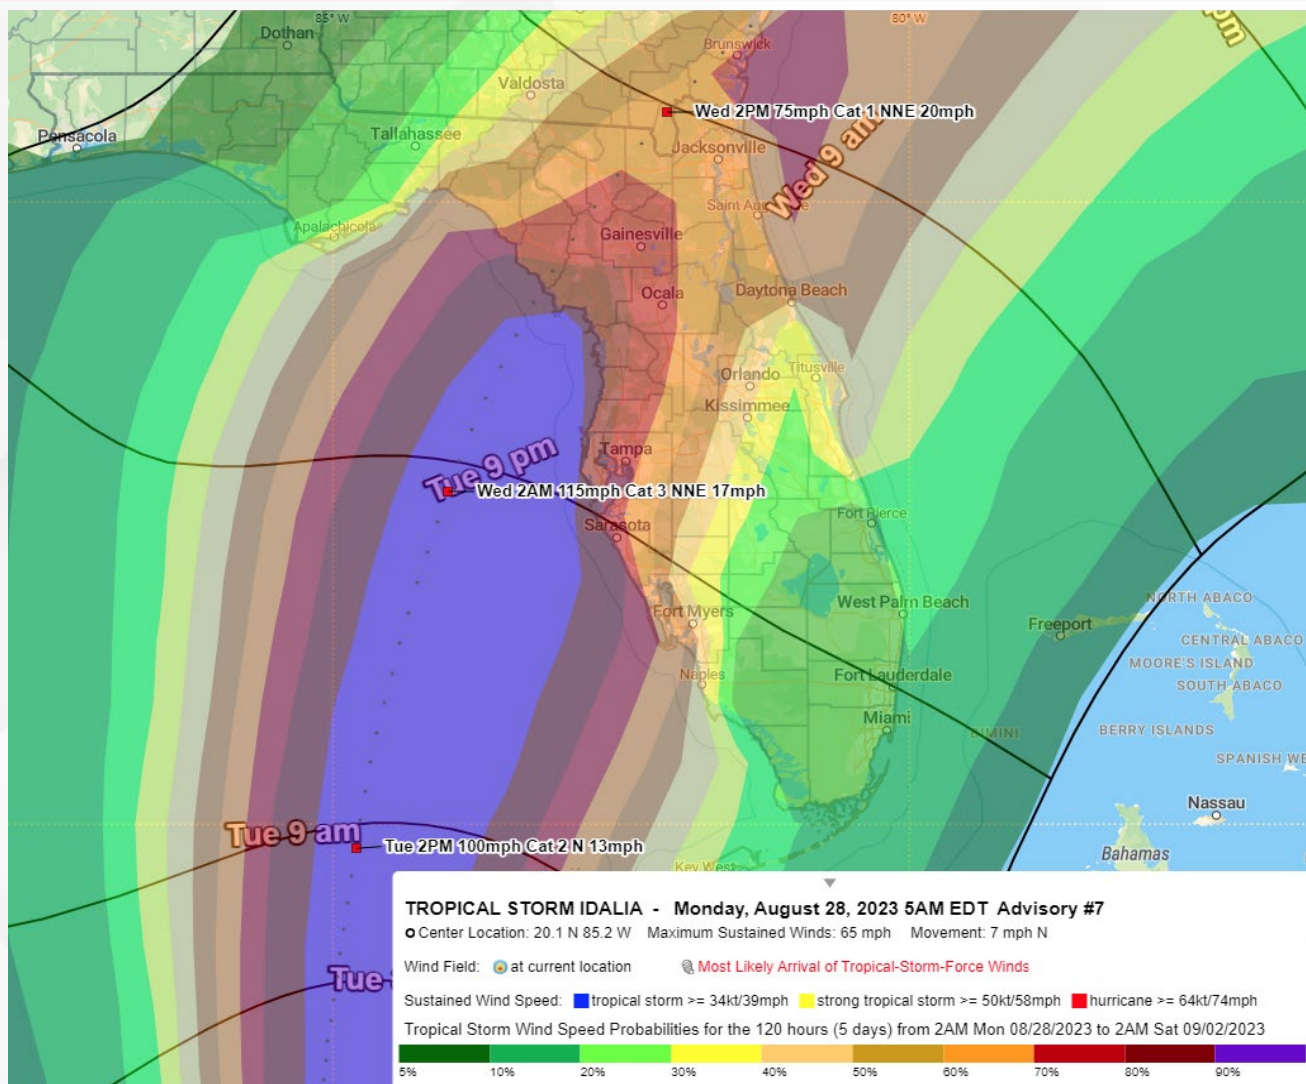 85° W
80° W
pm
Dothan
Brunswick
Valdosta
Wed 2PM 75mph Cat 1 NNE 20mph
Pensacola
Tallahassee
Jacksonville
Wed 9 am
Apalachicola
Gainesville
Ocala
Daytona Beach
Orlando
Titusville
Kissimmee
Tampa
Tue 9 pm
Wed 2AM 115mph Cat 3 NNE 17mph
Sarasota
Fort Pierce
Fort Myers
West Palm Beach
NORTH ABACO
Freeport
CENTRAL ABACO
MOORE'S ISLAND
Naples
Fort Lauderdale
SOUTH ABACO
Miami
BIMINI
BERRY ISLANDS
SPANISH WE
Nassau
Tue 9 am
Tue 2PM 100mph Cat 2 N 13mph
Bahamas
Key West
Tue
TROPICAL STORM IDALIA - Monday, August 28, 2023 5AM EDT Advisory #7
Center Location: 20.1 N 85.2 W Maximum Sustained Winds: 65 mph Movement: 7 mph N
Wind Field: at current location Most Likely Arrival of Tropical-Storm-Force Winds
Sustained Wind Speed: tropical storm >= 34kt/39mph strong tropical storm >= 50kt/58mph hurricane >= 64kt/74mph
Tropical Storm Wind Speed Probabilities for the 120 hours (5 days) from 2AM Mon 08/28/2023 to 2AM Sat 09/02/2023
5% 10% 20% 30% 40% 50% 60% 70% 80% 90%